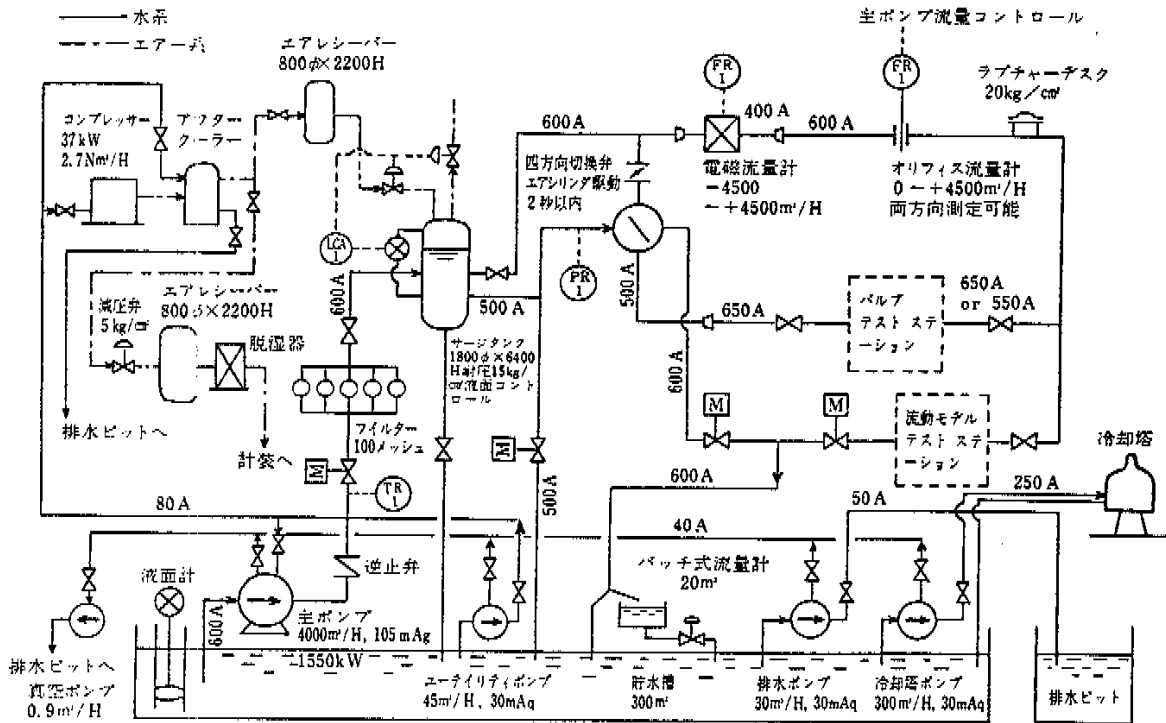 水系
エアー系
エアレシーバー
800φ×2200H
コンプレッサー
37kW
2.7Nm³/H
アフター
クーラー
主ポンプ流量コントロール
FR
1
FR
1
ラプチャーデスク
20kg/cm²
600A
400A
600A
四方向切換弁
エアシリンダ駆動
2秒以内
電磁流量計
−4500
～+4500m³/H
オリフィス流量計
0～+4500m³/H
両方向測定可能
LCA
1
PR
1
600A
500A
500A
減圧弁
5kg/cm²
エアレシーバー
800φ×2200H
脱湿器
サージタンク
1800φ×6400
H耐圧15kg/
cm²液面コント
ロール
650A
バルブ
テスト ステ
ーション
650A
or 550A
600A
M
M
流動モデル
テスト ステ
ーション
冷却塔
排水ピットへ
計装へ
フイルター
100メッシュ
M
M
TR
1
500A
600A
250A
80A
50A
40A
液面計
逆止弁
バッチ式流量計
20m³
600A
主ポンプ
4000m³/H, 105mAg
1550kW
排水ピットへ
真空ポンプ
0.9m³/H
ユーテイリティポンプ
45m³/H, 30mAq
貯水槽
300m³
排水ポンプ
30m³/H, 30mAq
冷却塔ポンプ
300m³/H, 30mAq
排水ピット